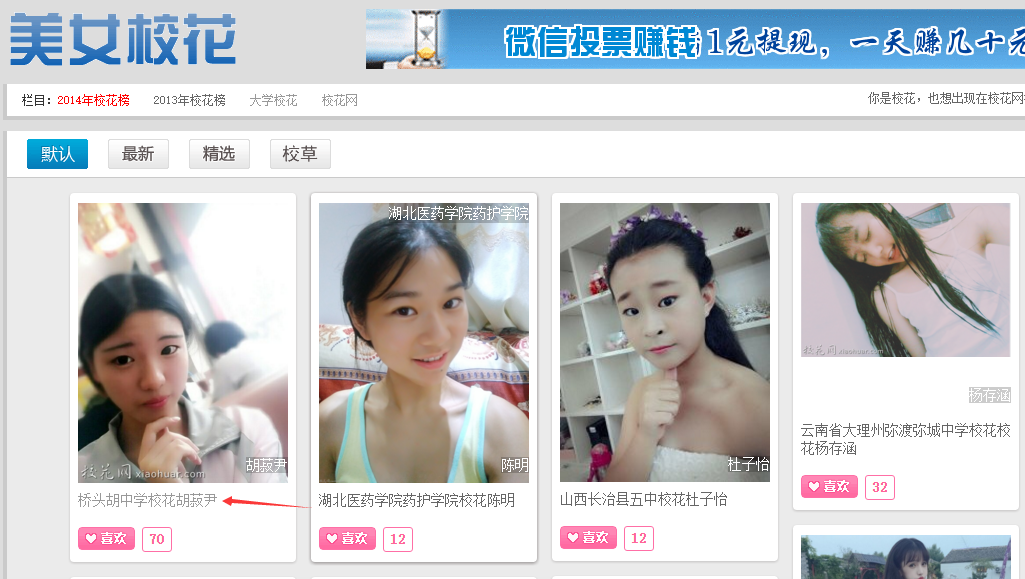 美女校花
微信投票赚钱 1元提现，一天赚几十元
栏目：2014年校花榜 2013年校花榜 大学校花 校花网
你是校花，也想出现在校花网
默认 最新 精选 校草
湖北医药学院药护学院
校花网 xiaohuar.com
胡菽尹
陈明
杜子怡
校花网 xiaohuar.com
杨存涵
桥头胡中学校花胡菽尹
湖北医药学院药护学院校花陈明
山西长治县五中校花杜子怡
云南省大理州弥渡弥城中学校花校
花杨存涵
喜欢 70
喜欢 12
喜欢 12
喜欢 32